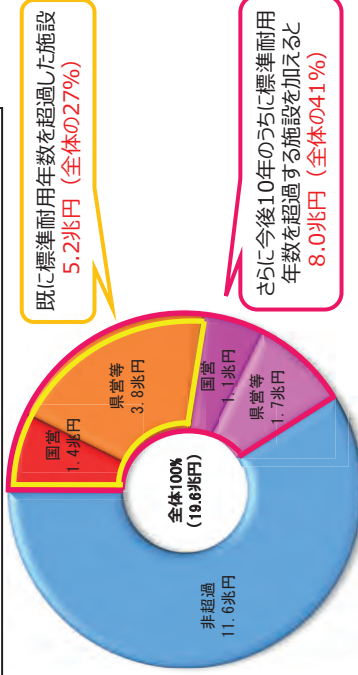 既に標準耐用年数を超過した施設
5.2兆円（全体の27%）
さらに今後10年のうちに標準耐用
年数を超過する施設を加えると
8.0兆円（全体の41%）
国営
1.4兆円
県営等
3.8兆円
国営
1.1兆円
県営等
1.7兆円
非超過
11.6兆円
全体100%
(19.6兆円)